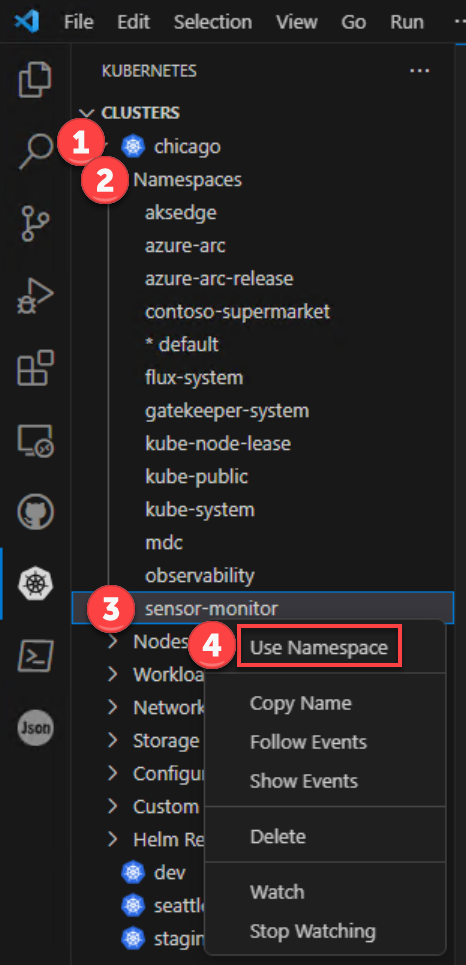 File Edit Selection View Go Run ...
KUBERNETES ...
CLUSTERS
1 chicago
2 Namespaces
aksedge
azure-arc
azure-arc-release
contoso-supermarket
* default
flux-system
gatekeeper-system
kube-node-lease
kube-public
kube-system
mdc
observability
3 sensor-monitor
Nodes
4 Use Namespace
Workloa
Network
Copy Name
Storage
Follow Events
Configu
Show Events
Custom
Helm Re
Delete
dev
Watch
seattl
stagin
Stop Watching
Json